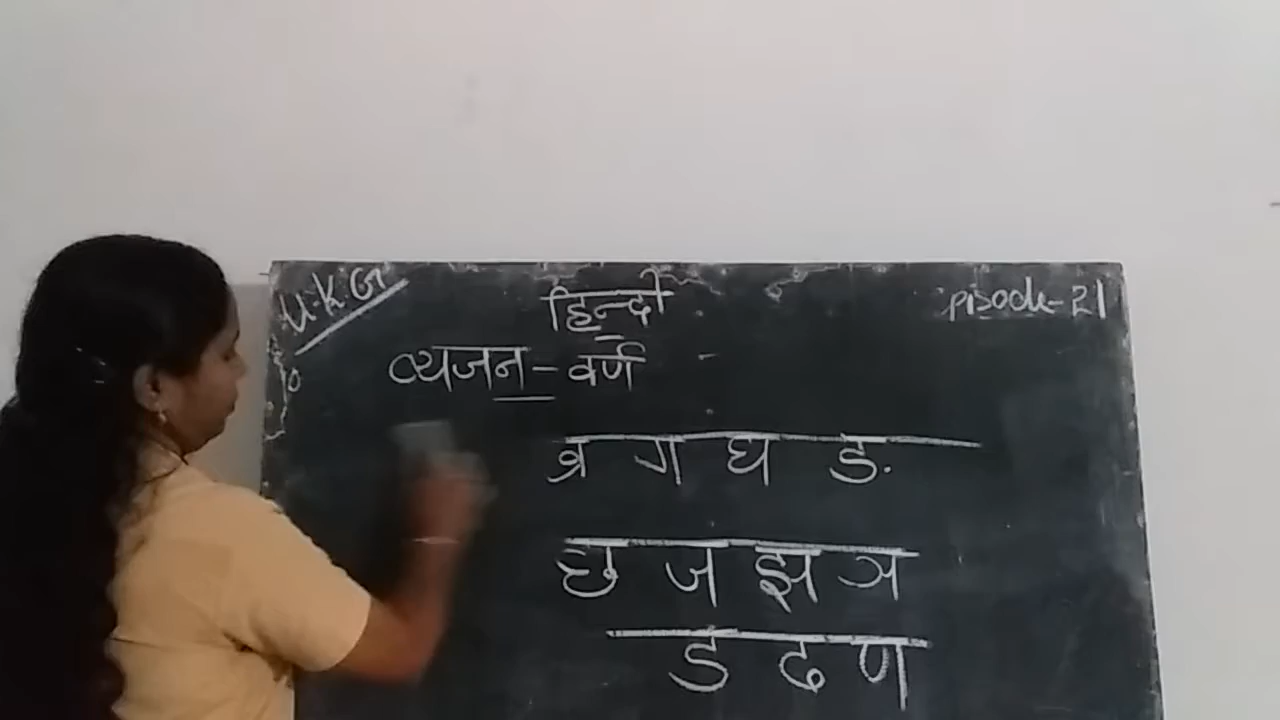 U.K.G
हिन्दी
pisode-21
व्यजन-वर्ण
ग घ ङ
छ ज झ ञ
ड ढ ण